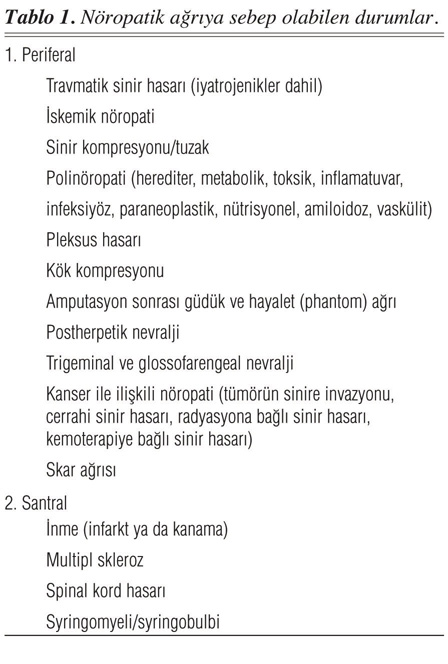 Tablo 1. Nöropatik ağrıya sebep olabilen durumlar.
1. Periferal
Travmatik sinir hasarı (iyatrojenikler dahil)
İskemik nöropati
Sinir kompresyonu/tuzak
Polinöropati (herediter, metabolik, toksik, inflamatuvar,
infeksiyöz, paraneoplastik, nütrisyonel, amiloidoz, vaskülit)
Pleksus hasarı
Kök kompresyonu
Amputasyon sonrası güdük ve hayalet (phantom) ağrı
Postherpetik nevralji
Trigeminal ve glossofarengeal nevralji
Kanser ile ilişkili nöropati (tümörün sinire invazyonu,
cerrahi sinir hasarı, radyasyona bağlı sinir hasarı,
kemoterapiye bağlı sinir hasarı)
Skar ağrısı
2. Santral
İnme (infarkt ya da kanama)
Multipl skleroz
Spinal kord hasarı
Syringomyeli/syringobulbi